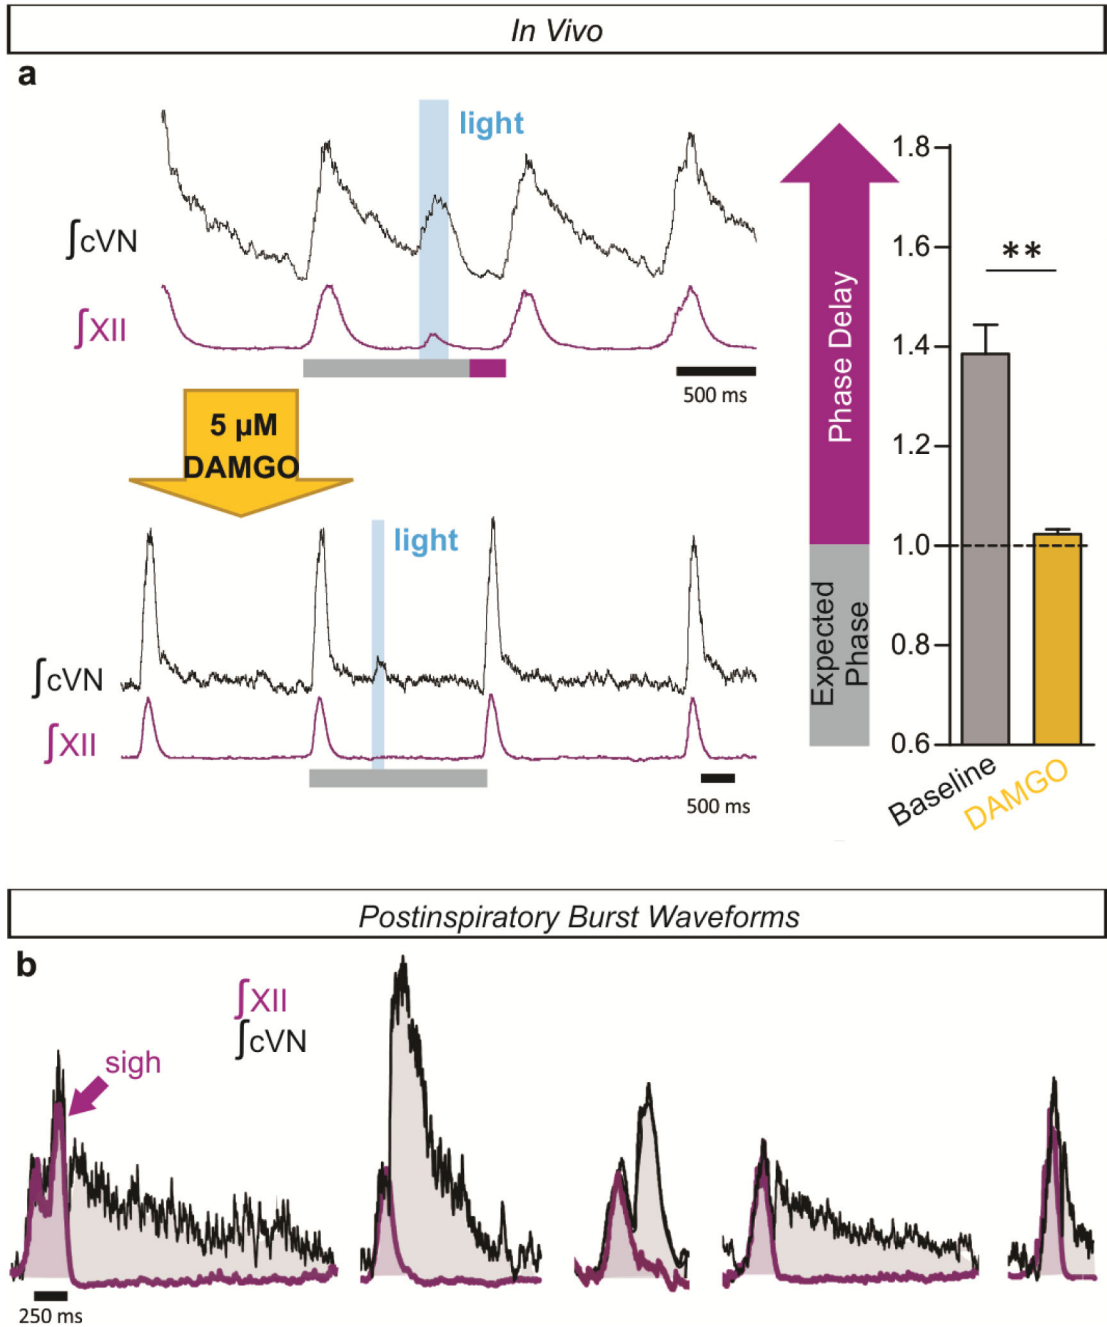 In Vivo
a
light
∫cVN
∫XII
500 ms
5 µM
DAMGO
light
∫cVN
∫XII
500 ms
Phase Delay
Expected
Phase
1.8
1.6
1.4
1.2
1.0
0.8
0.6
**
Baseline
DAMGO
Postinspiratory Burst Waveforms
b
∫XII
∫cVN
sigh
250 ms